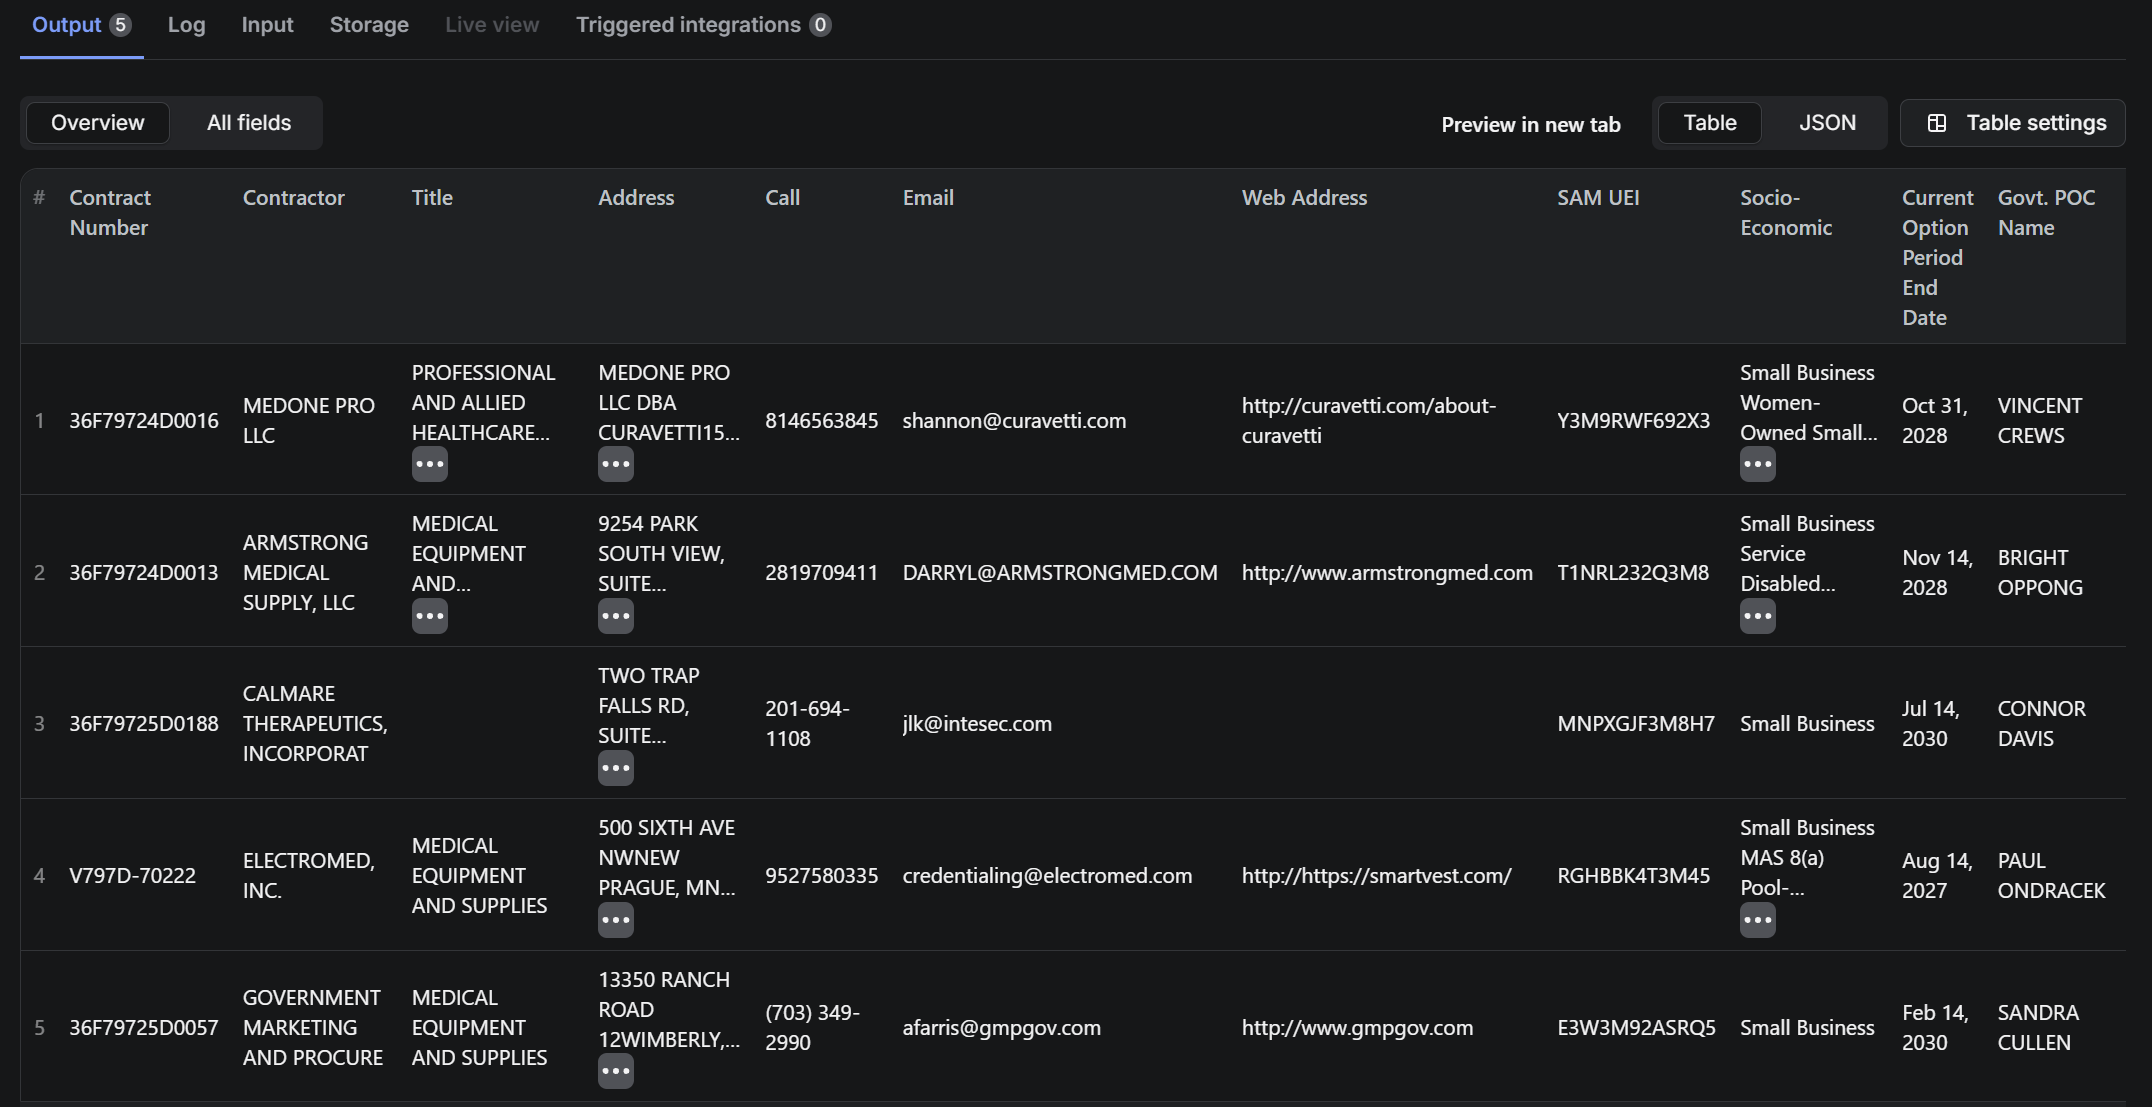 Output 5 Log Input Storage Live view Triggered integrations 0
Overview All fields Preview in new tab Table JSON Table settings
# Contract Number Contractor Title Address Call Email Web Address SAM UEI Socio-Economic Current Option Period End Date Govt. POC Name
1 36F79724D0016 MEDONE PRO LLC PROFESSIONAL AND ALLIED HEALTHCARE... MEDONE PRO LLC DBA CURAVETTI15... 8146563845 shannon@curavetti.com http://curavetti.com/about-curavetti Y3M9RWF692X3 Small Business Women-Owned Small... Oct 31, 2028 VINCENT CREWS
2 36F79724D0013 ARMSTRONG MEDICAL SUPPLY, LLC MEDICAL EQUIPMENT AND... 9254 PARK SOUTH VIEW, SUITE... 2819709411 DARRYL@ARMSTRONGMED.COM http://www.armstrongmed.com T1NRL232Q3M8 Small Business Service Disabled... Nov 14, 2028 BRIGHT OPPONG
3 36F79725D0188 CALMARE THERAPEUTICS, INCORPORAT TWO TRAP FALLS RD, SUITE... 201-694-1108 jlk@intesec.com MNPXGJF3M8H7 Small Business Jul 14, 2030 CONNOR DAVIS
4 V797D-70222 ELECTROMED, INC. MEDICAL EQUIPMENT AND SUPPLIES 500 SIXTH AVE NWNEW PRAGUE, MN... 9527580335 credentialing@electromed.com http://https://smartvest.com/ RGHBBK4T3M45 Small Business MAS 8(a) Pool-... Aug 14, 2027 PAUL ONDRACEK
5 36F79725D0057 GOVERNMENT MARKETING AND PROCURE MEDICAL EQUIPMENT AND SUPPLIES 13350 RANCH ROAD 12WIMBERLY,... (703) 349-2990 afarris@gmpgov.com http://www.gmpgov.com E3W3M92ASRQ5 Small Business Feb 14, 2030 SANDRA CULLEN